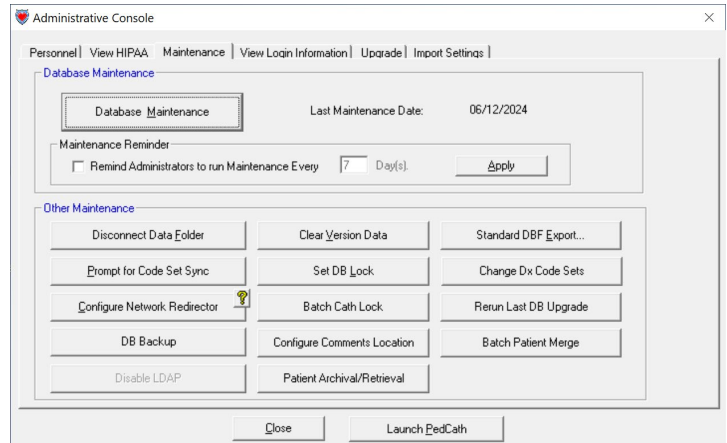 Administrative Console
Personnel View HIPAA Maintenance View Login Information Upgrade Import Settings
Database Maintenance
Database Maintenance Last Maintenance Date: 06/12/2024
Maintenance Reminder
Remind Administrators to run Maintenance Every 7 Day(s). Apply
Other Maintenance
Disconnect Data Folder Clear Version Data Standard DBF Export...
Prompt for Code Set Sync Set DB Lock Change Dx Code Sets
Configure Network Redirector ? Batch Cath Lock Rerun Last DB Upgrade
DB Backup Configure Comments Location Batch Patient Merge
Disable LDAP Patient Archival/Retrieval
Close Launch PedCath